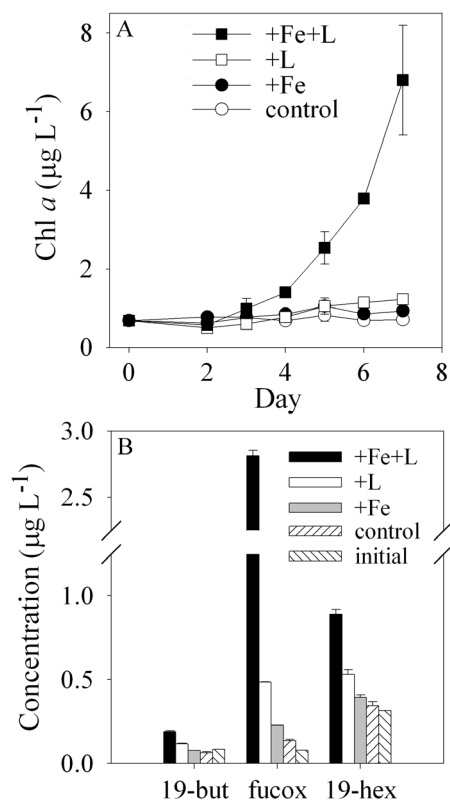 A
+Fe+L
+L
+Fe
control
8
6
4
2
0
Chl a (µg L⁻¹)
0 2 4 6 8
Day
B
+Fe+L
+L
+Fe
control
initial
3.0
2.5
1.0
0.5
0.0
Concentration (µg L⁻¹)
19-but fucox 19-hex